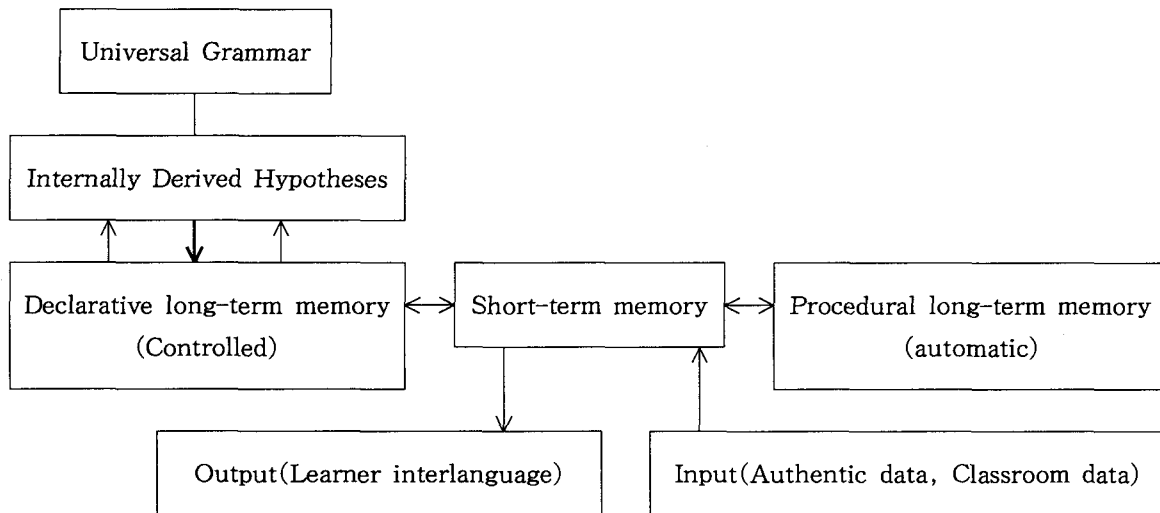 Universal Grammar
Internally Derived Hypotheses
Declarative long-term memory
(Controlled)
Short-term memory
Procedural long-term memory
(automatic)
Output(Learner interlanguage)
Input(Authentic data, Classroom data)